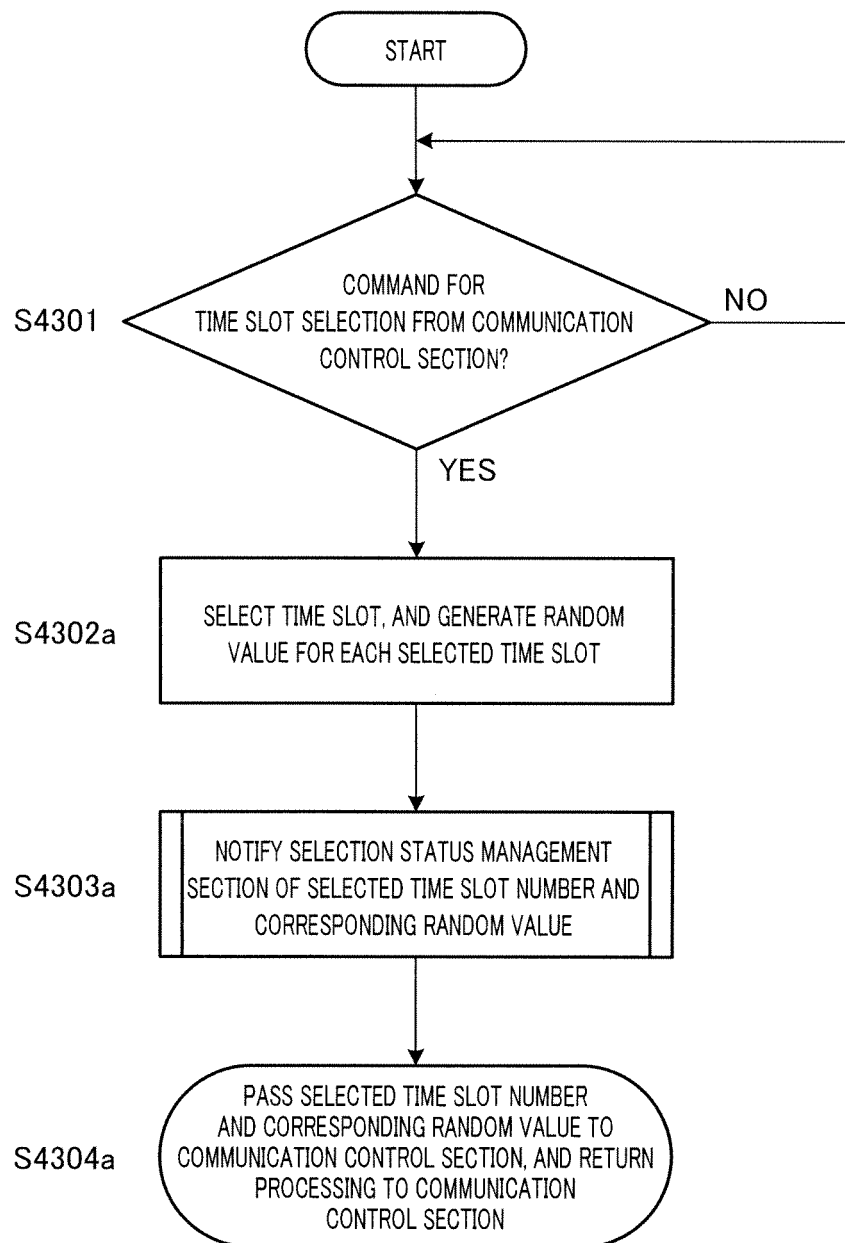 START
COMMAND FOR
TIME SLOT SELECTION FROM COMMUNICATION
CONTROL SECTION?
S4301
NO
YES
S4302a
SELECT TIME SLOT, AND GENERATE RANDOM
VALUE FOR EACH SELECTED TIME SLOT
S4303a
NOTIFY SELECTION STATUS MANAGEMENT
SECTION OF SELECTED TIME SLOT NUMBER AND
CORRESPONDING RANDOM VALUE
S4304a
PASS SELECTED TIME SLOT NUMBER
AND CORRESPONDING RANDOM VALUE TO
COMMUNICATION CONTROL SECTION, AND RETURN
PROCESSING TO COMMUNICATION
CONTROL SECTION